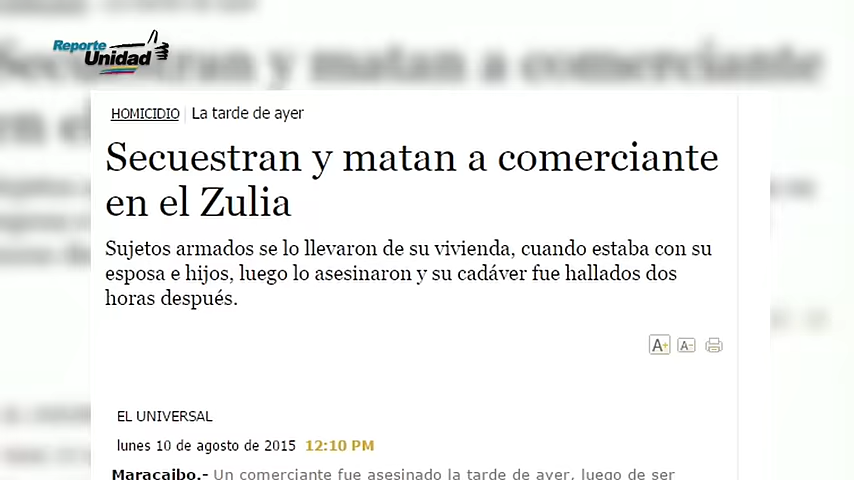 Reporte
Unidad
HOMICIDIO | La tarde de ayer
Secuestran y matan a comerciante
en el Zulia
Sujetos armados se lo llevaron de su vivienda, cuando estaba con su
esposa e hijos, luego lo asesinaron y su cadáver fue hallados dos
horas después.
A+ A-
EL UNIVERSAL
lunes 10 de agosto de 2015 12:10 PM
Maracaibo.- Un comerciante fue asesinado la tarde de ayer, luego de ser